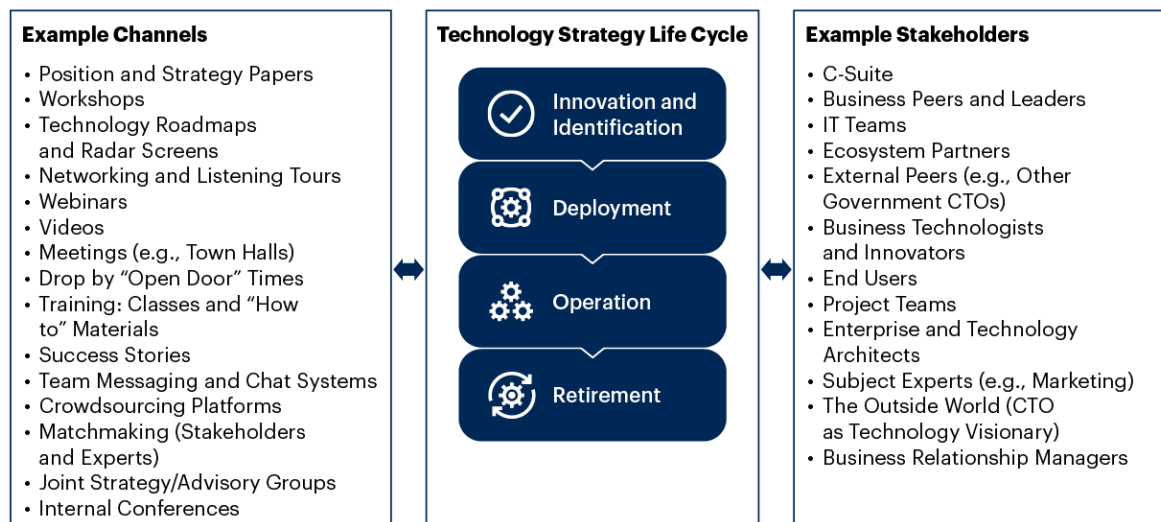 Example Channels
• Position and Strategy Papers
• Workshops
• Technology Roadmaps
and Radar Screens
• Networking and Listening Tours
• Webinars
• Videos
• Meetings (e.g., Town Halls)
• Drop by “Open Door” Times
• Training: Classes and “How
to” Materials
• Success Stories
• Team Messaging and Chat Systems
• Crowdsourcing Platforms
• Matchmaking (Stakeholders
and Experts)
• Joint Strategy/Advisory Groups
• Internal Conferences
Technology Strategy Life Cycle
Innovation and
Identification
Deployment
Operation
Retirement
Example Stakeholders
• C-Suite
• Business Peers and Leaders
• IT Teams
• Ecosystem Partners
• External Peers (e.g., Other
Government CTOs)
• Business Technologists
and Innovators
• End Users
• Project Teams
• Enterprise and Technology
Architects
• Subject Experts (e.g., Marketing)
• The Outside World (CTO
as Technology Visionary)
• Business Relationship Managers